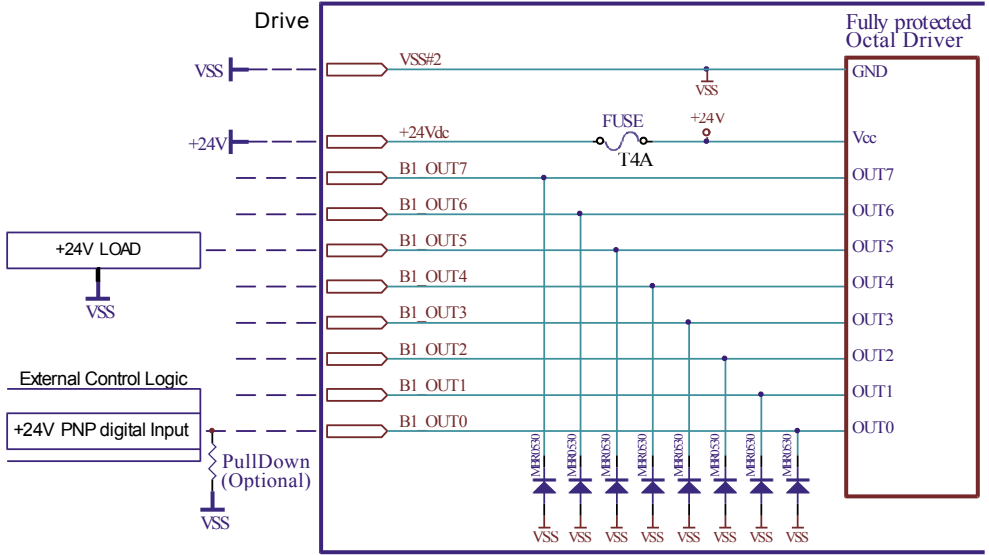 Drive
Fully protected
Octal Driver
VSS
VSS#2
VSS
GND
+24V
+24Vdc
FUSE
T4A
+24V
Vcc
B1_OUT7
OUT7
B1_OUT6
OUT6
+24V LOAD
VSS
B1_OUT5
OUT5
B1_OUT4
OUT4
B1_OUT3
OUT3
B1_OUT2
OUT2
External Control Logic
B1_OUT1
OUT1
+24V PNP digital Input
B1_OUT0
OUT0
PullDown
(Optional)
VSS
MBR0530
MBR0530
MBR0530
MBR0530
MBR0530
MBR0530
MBR0530
MBR0530
VSS
VSS
VSS
VSS
VSS
VSS
VSS
VSS